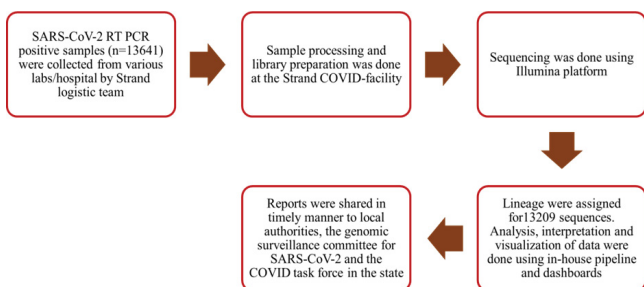 SARS-CoV-2 RT PCR
positive samples (n=13641)
were collected from various
labs/hospital by Strand
logistic team
Sample processing and
library preparation was done
at the Strand COVID-facility
Sequencing was done using
Illumina platform
Lineage were assigned
for13209 sequences.
Analysis, interpretation and
visualization of data were
done using in-house pipeline
and dashboards
Reports were shared in
timely manner to local
authorities, the genomic
surveillance committee for
SARS-CoV-2 and the
COVID task force in the state